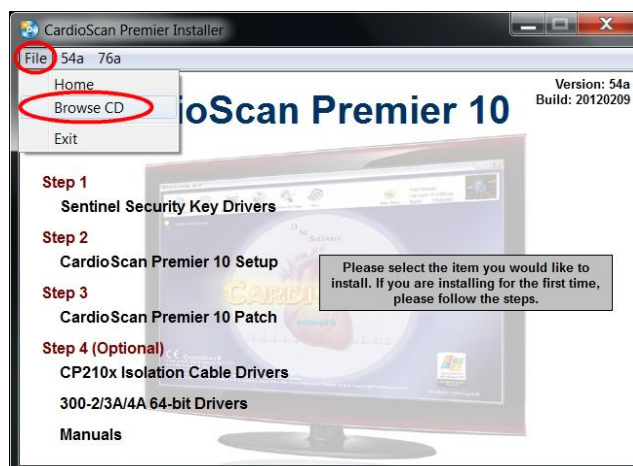 CardioScan Premier Installer
File 54a 76a
Home
Browse CD
Exit
ioScan Premier 10
Version: 54a
Build: 20120209
Step 1
Sentinel Security Key Drivers
Step 2
CardioScan Premier 10 Setup
Step 3
CardioScan Premier 10 Patch
Step 4 (Optional)
CP210x Isolation Cable Drivers
300-2/3A/4A 64-bit Drivers
Manuals
Please select the item you would like to
install. If you are installing for the first time,
please follow the steps.
Software